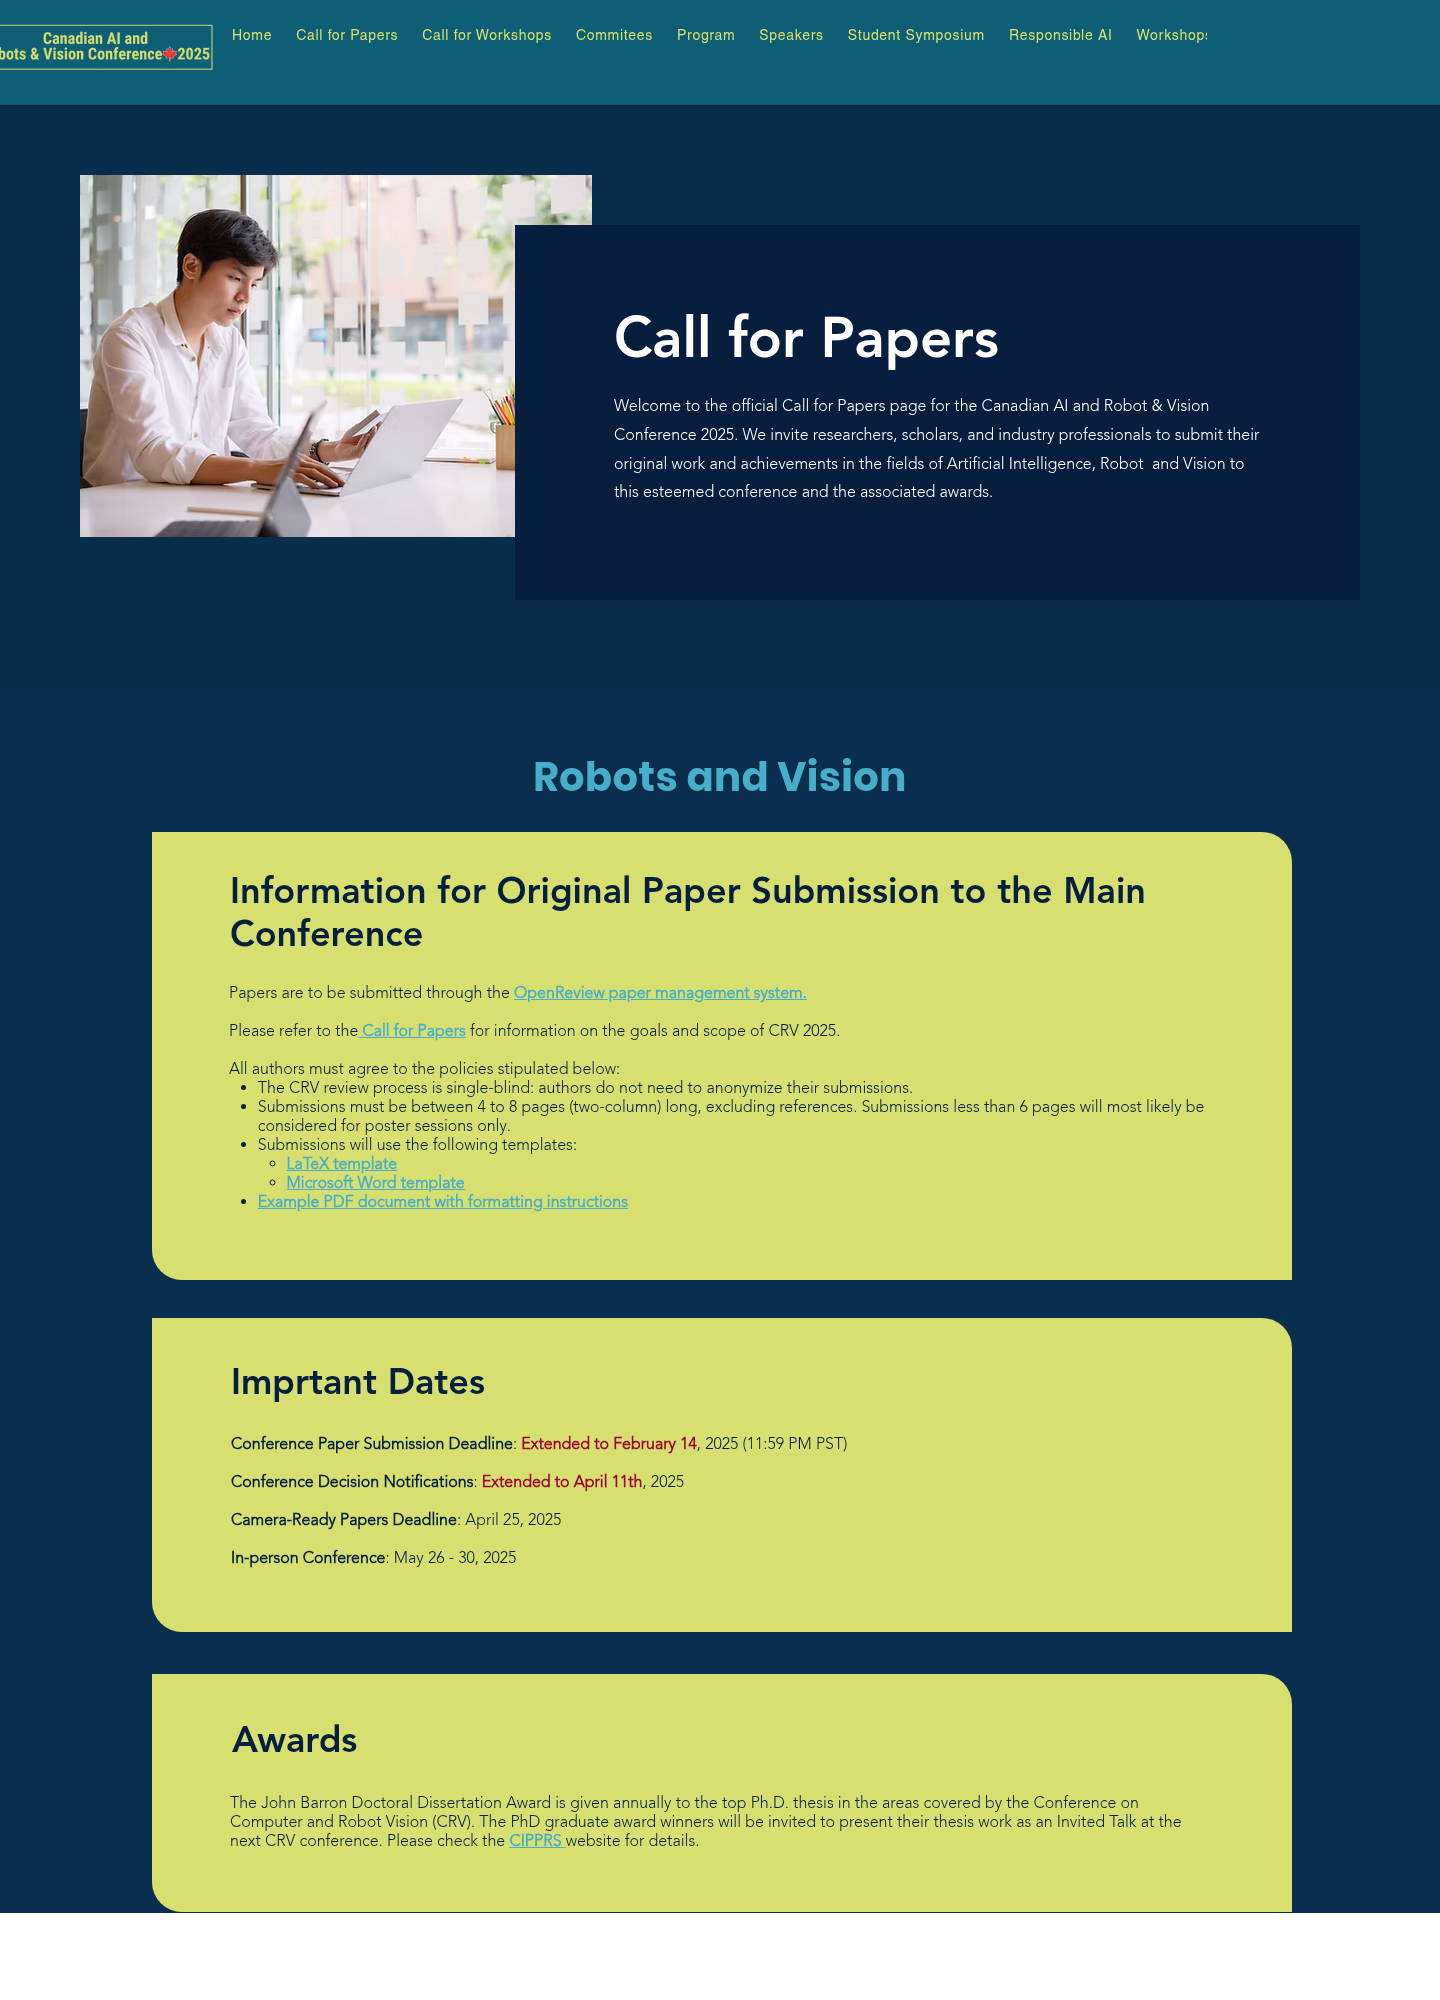 Canadian AI and
bots & Vision Conference🍁2025
Home Call for Papers Call for Workshops Commitees Program Speakers Student Symposium Responsible AI Workshops
Call for Papers
Welcome to the official Call for Papers page for the Canadian AI and Robot & Vision
Conference 2025. We invite researchers, scholars, and industry professionals to submit their
original work and achievements in the fields of Artificial Intelligence, Robot  and Vision to
this esteemed conference and the associated awards.
Robots and Vision
Information for Original Paper Submission to the Main
Conference
Papers are to be submitted through the OpenReview paper management system.
Please refer to the Call for Papers for information on the goals and scope of CRV 2025.
All authors must agree to the policies stipulated below:
• The CRV review process is single-blind: authors do not need to anonymize their submissions.
• Submissions must be between 4 to 8 pages (two-column) long, excluding references. Submissions less than 6 pages will most likely be
considered for poster sessions only.
• Submissions will use the following templates:
◦ LaTeX template
◦ Microsoft Word template
• Example PDF document with formatting instructions
Imprtant Dates
Conference Paper Submission Deadline: Extended to February 14, 2025 (11:59 PM PST)
Conference Decision Notifications: Extended to April 11th, 2025
Camera-Ready Papers Deadline: April 25, 2025
In-person Conference: May 26 - 30, 2025
Awards
The John Barron Doctoral Dissertation Award is given annually to the top Ph.D. thesis in the areas covered by the Conference on
Computer and Robot Vision (CRV). The PhD graduate award winners will be invited to present their thesis work as an Invited Talk at the
next CRV conference. Please check the CIPPRS website for details.